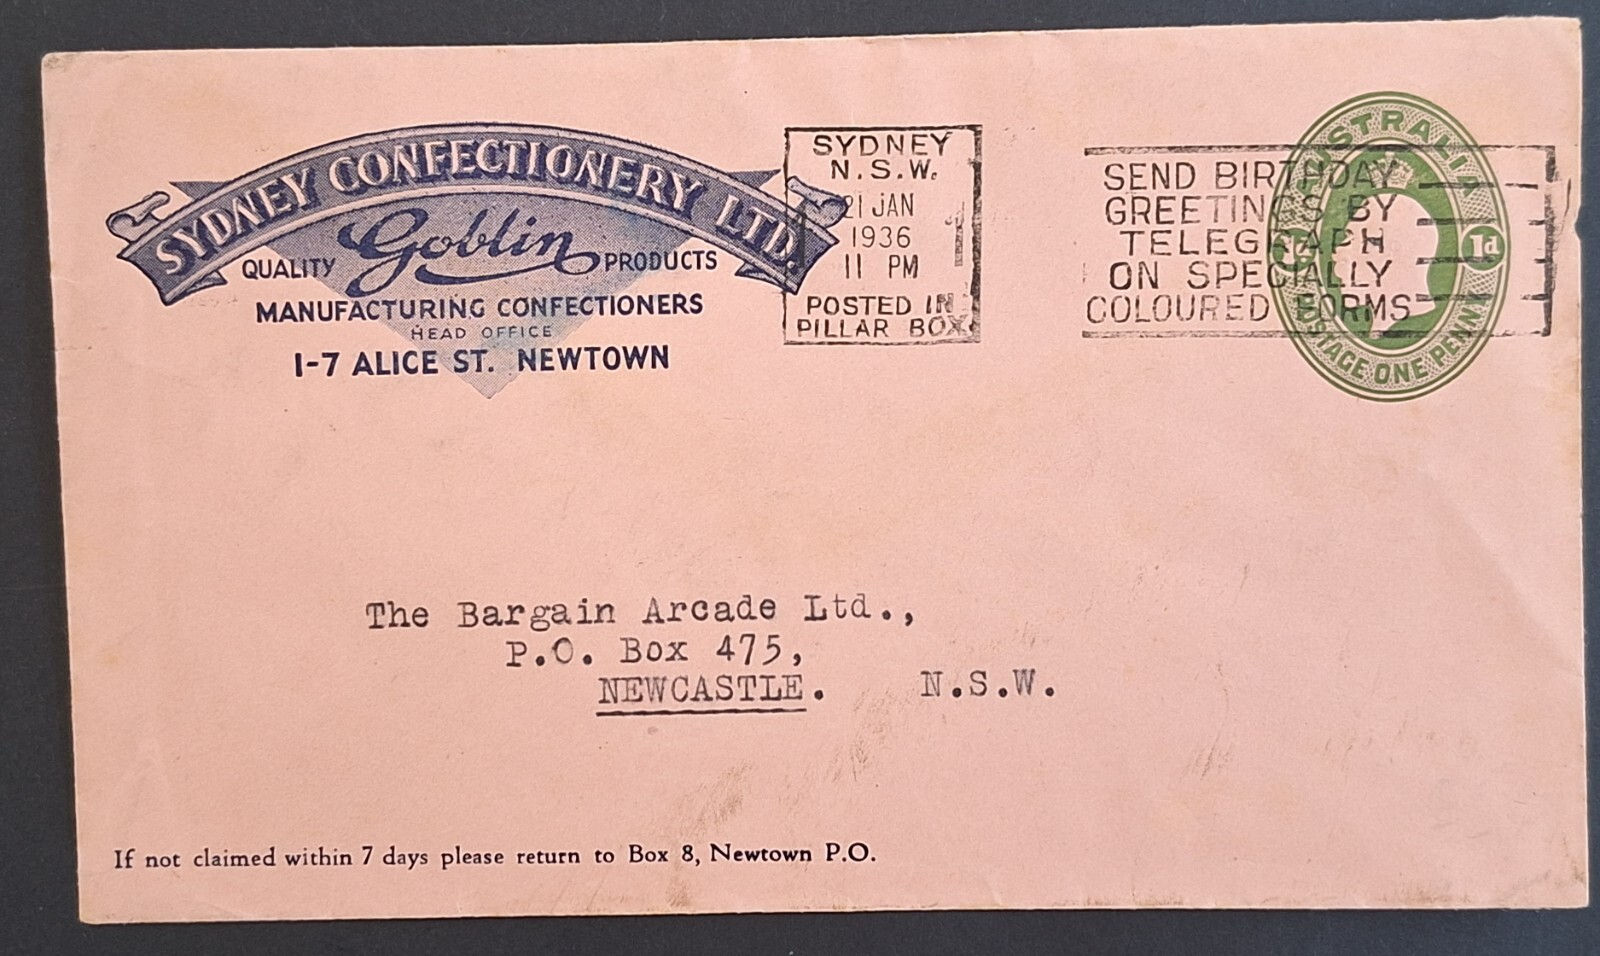 SYDNEY CONFECTIONERY LTD.
QUALITY Goblin PRODUCTS
MANUFACTURING CONFECTIONERS
HEAD OFFICE
1-7 ALICE ST. NEWTOWN
SYDNEY
N.S.W.
21 JAN
1936
11 PM
POSTED IN
PILLAR BOX
SEND BIRTHDAY
GREETINGS BY
TELEGRAPH
ON SPECIALLY
COLOURED FORMS
AUSTRALIA
1d 1d
POSTAGE ONE PENNY
The Bargain Arcade Ltd.,
P.O. Box 475,
NEWCASTLE. N.S.W.
If not claimed within 7 days please return to Box 8, Newtown P.O.